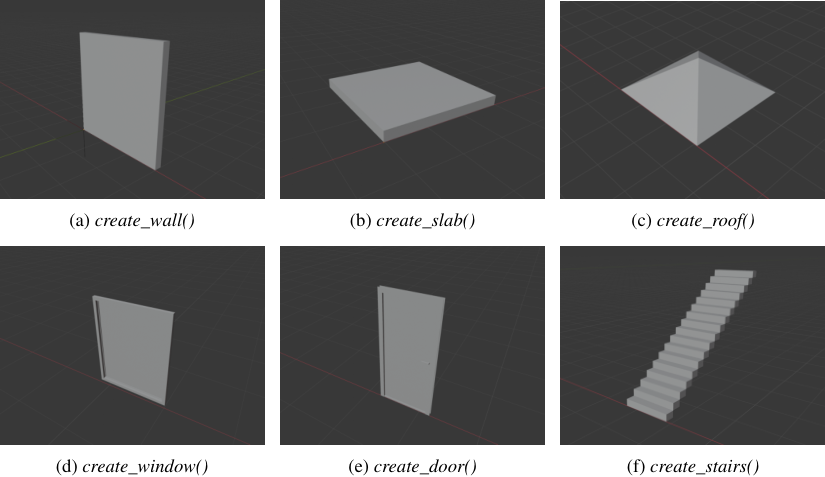 (a) create_wall()
(b) create_slab()
(c) create_roof()
(d) create_window()
(e) create_door()
(f) create_stairs()